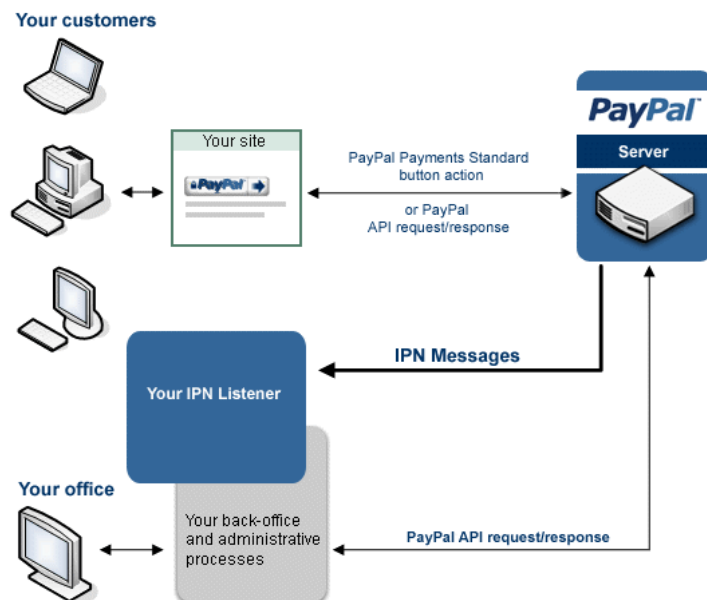 Your customers
PayPal™
Server
Your site
PayPal
PayPal Payments Standard
button action
or PayPal
API request/response
IPN Messages
Your IPN Listener
Your office
Your back-office
and administrative
processes
PayPal API request/response